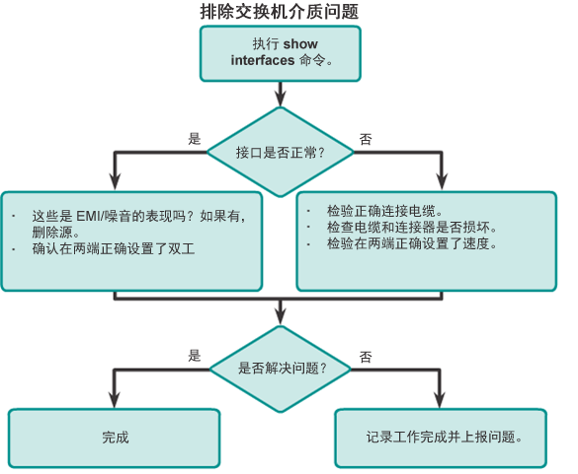 排除交换机介质问题
执行 show
interfaces 命令。
是
否
接口是否正常?
· 这些是 EMI/噪音的表现吗？如果有，
删除源。
· 确认在两端正确设置了双工
· 检验正确连接电缆。
· 检查电缆和连接器是否损坏。
· 检验在两端正确设置了速度。
是
否
是否解决问题?
完成
记录工作完成并上报问题。